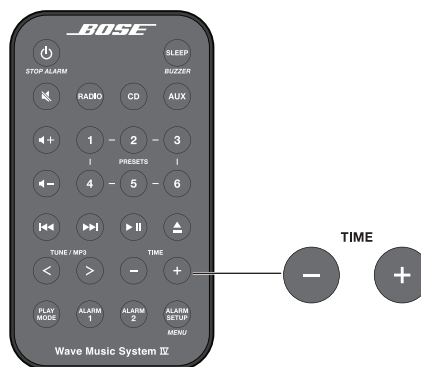 BOSE
SLEEP
STOP ALARM BUZZER
RADIO CD AUX
+ 1 - 2 - 3
| PRESETS |
- 4 - 5 - 6
TUNE / MP3 TIME
< > - +
TIME
- +
PLAY MODE ALARM 1 ALARM 2 ALARM SETUP
MENU
Wave Music System IV